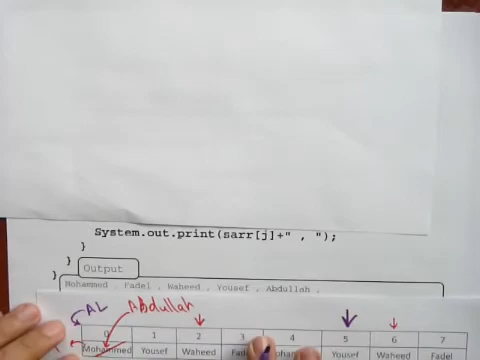 System.out.print(sarr[j]+" , ");
}
}
}
Output
Mohammed , Fadel , Waheed , Yousef , Abdullah ,
AL Abdullah
0 1 2 3 4 5 6 7
Mohammed Yousef Waheed Yousef Waheed Fadel